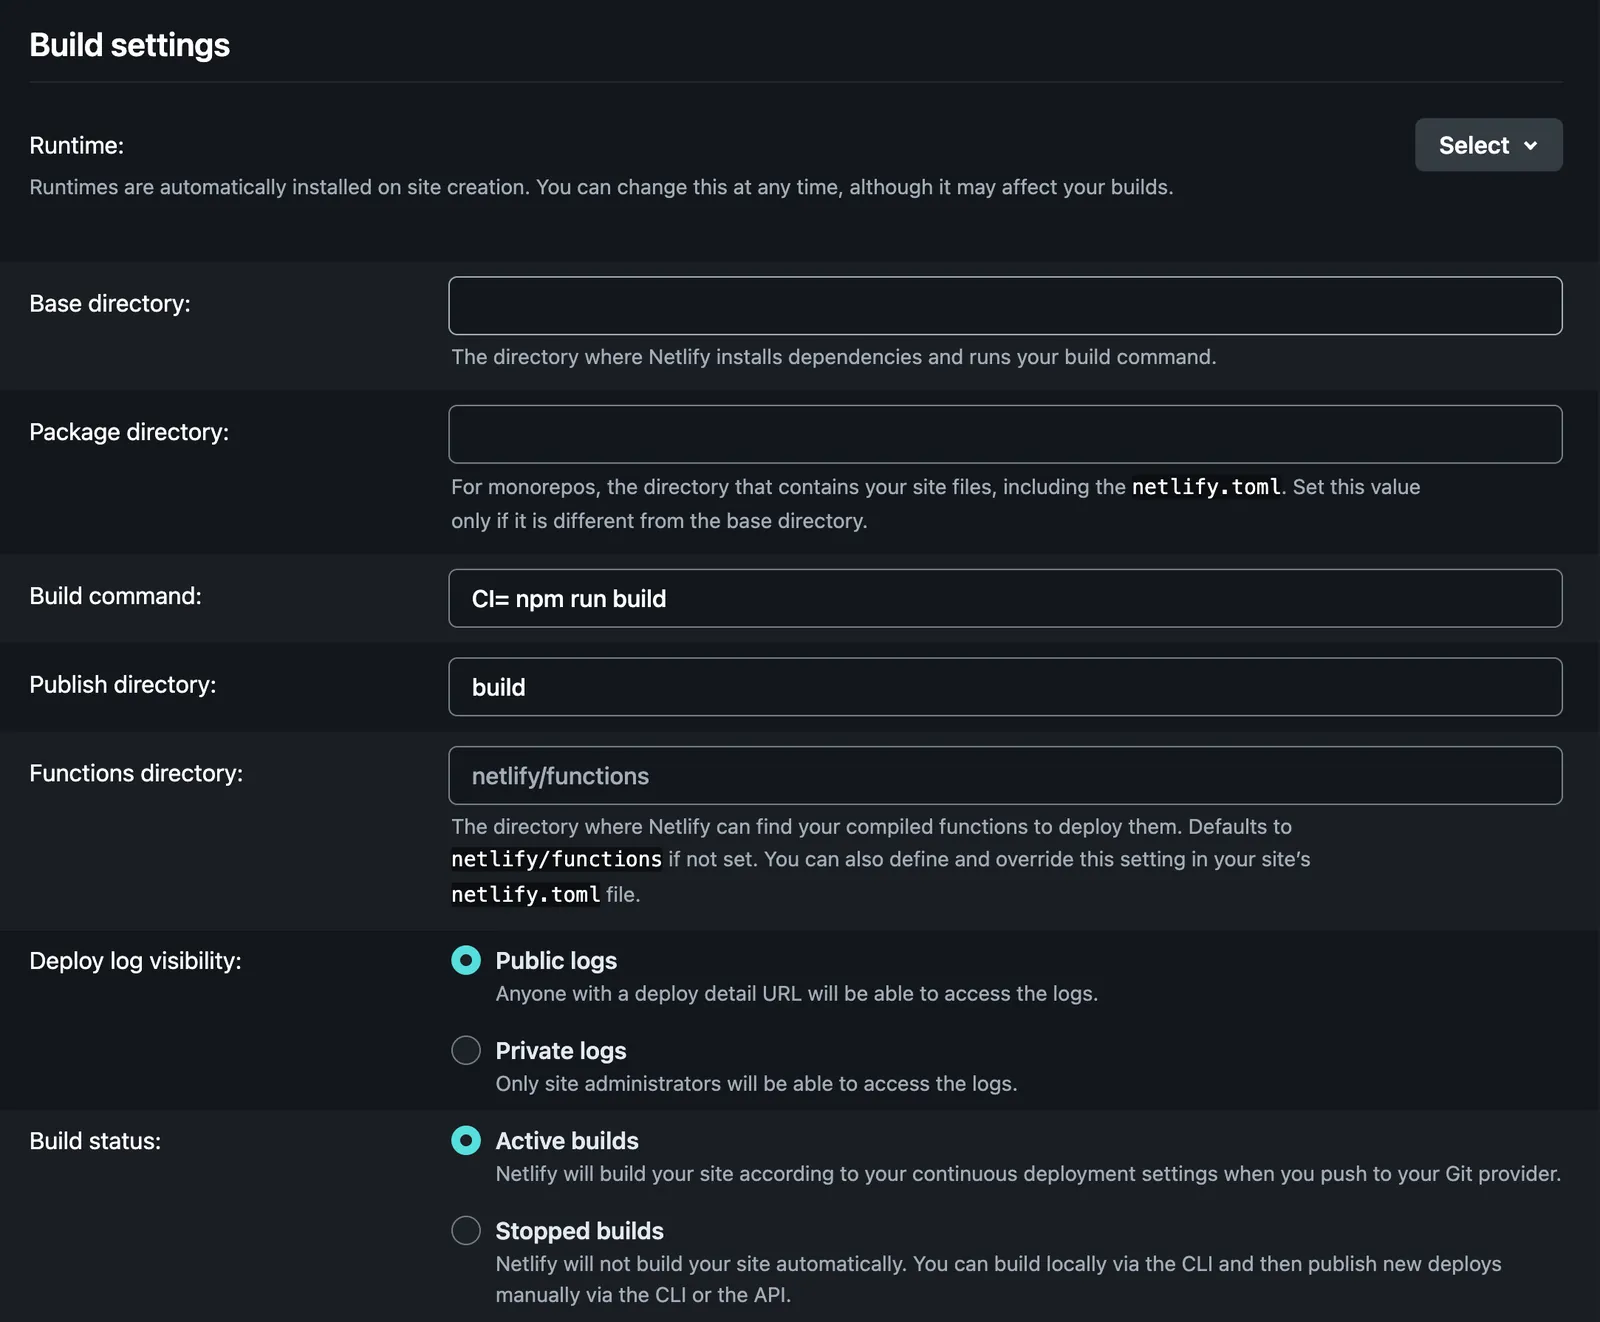 Build settings
Runtime:
Select
Runtimes are automatically installed on site creation. You can change this at any time, although it may affect your builds.
Base directory:
The directory where Netlify installs dependencies and runs your build command.
Package directory:
For monorepos, the directory that contains your site files, including the netlify.toml. Set this value
only if it is different from the base directory.
Build command:
CI= npm run build
Publish directory:
build
Functions directory:
netlify/functions
The directory where Netlify can find your compiled functions to deploy them. Defaults to
netlify/functions if not set. You can also define and override this setting in your site’s
netlify.toml file.
Deploy log visibility:
Public logs
Anyone with a deploy detail URL will be able to access the logs.
Private logs
Only site administrators will be able to access the logs.
Build status:
Active builds
Netlify will build your site according to your continuous deployment settings when you push to your Git provider.
Stopped builds
Netlify will not build your site automatically. You can build locally via the CLI and then publish new deploys
manually via the CLI or the API.